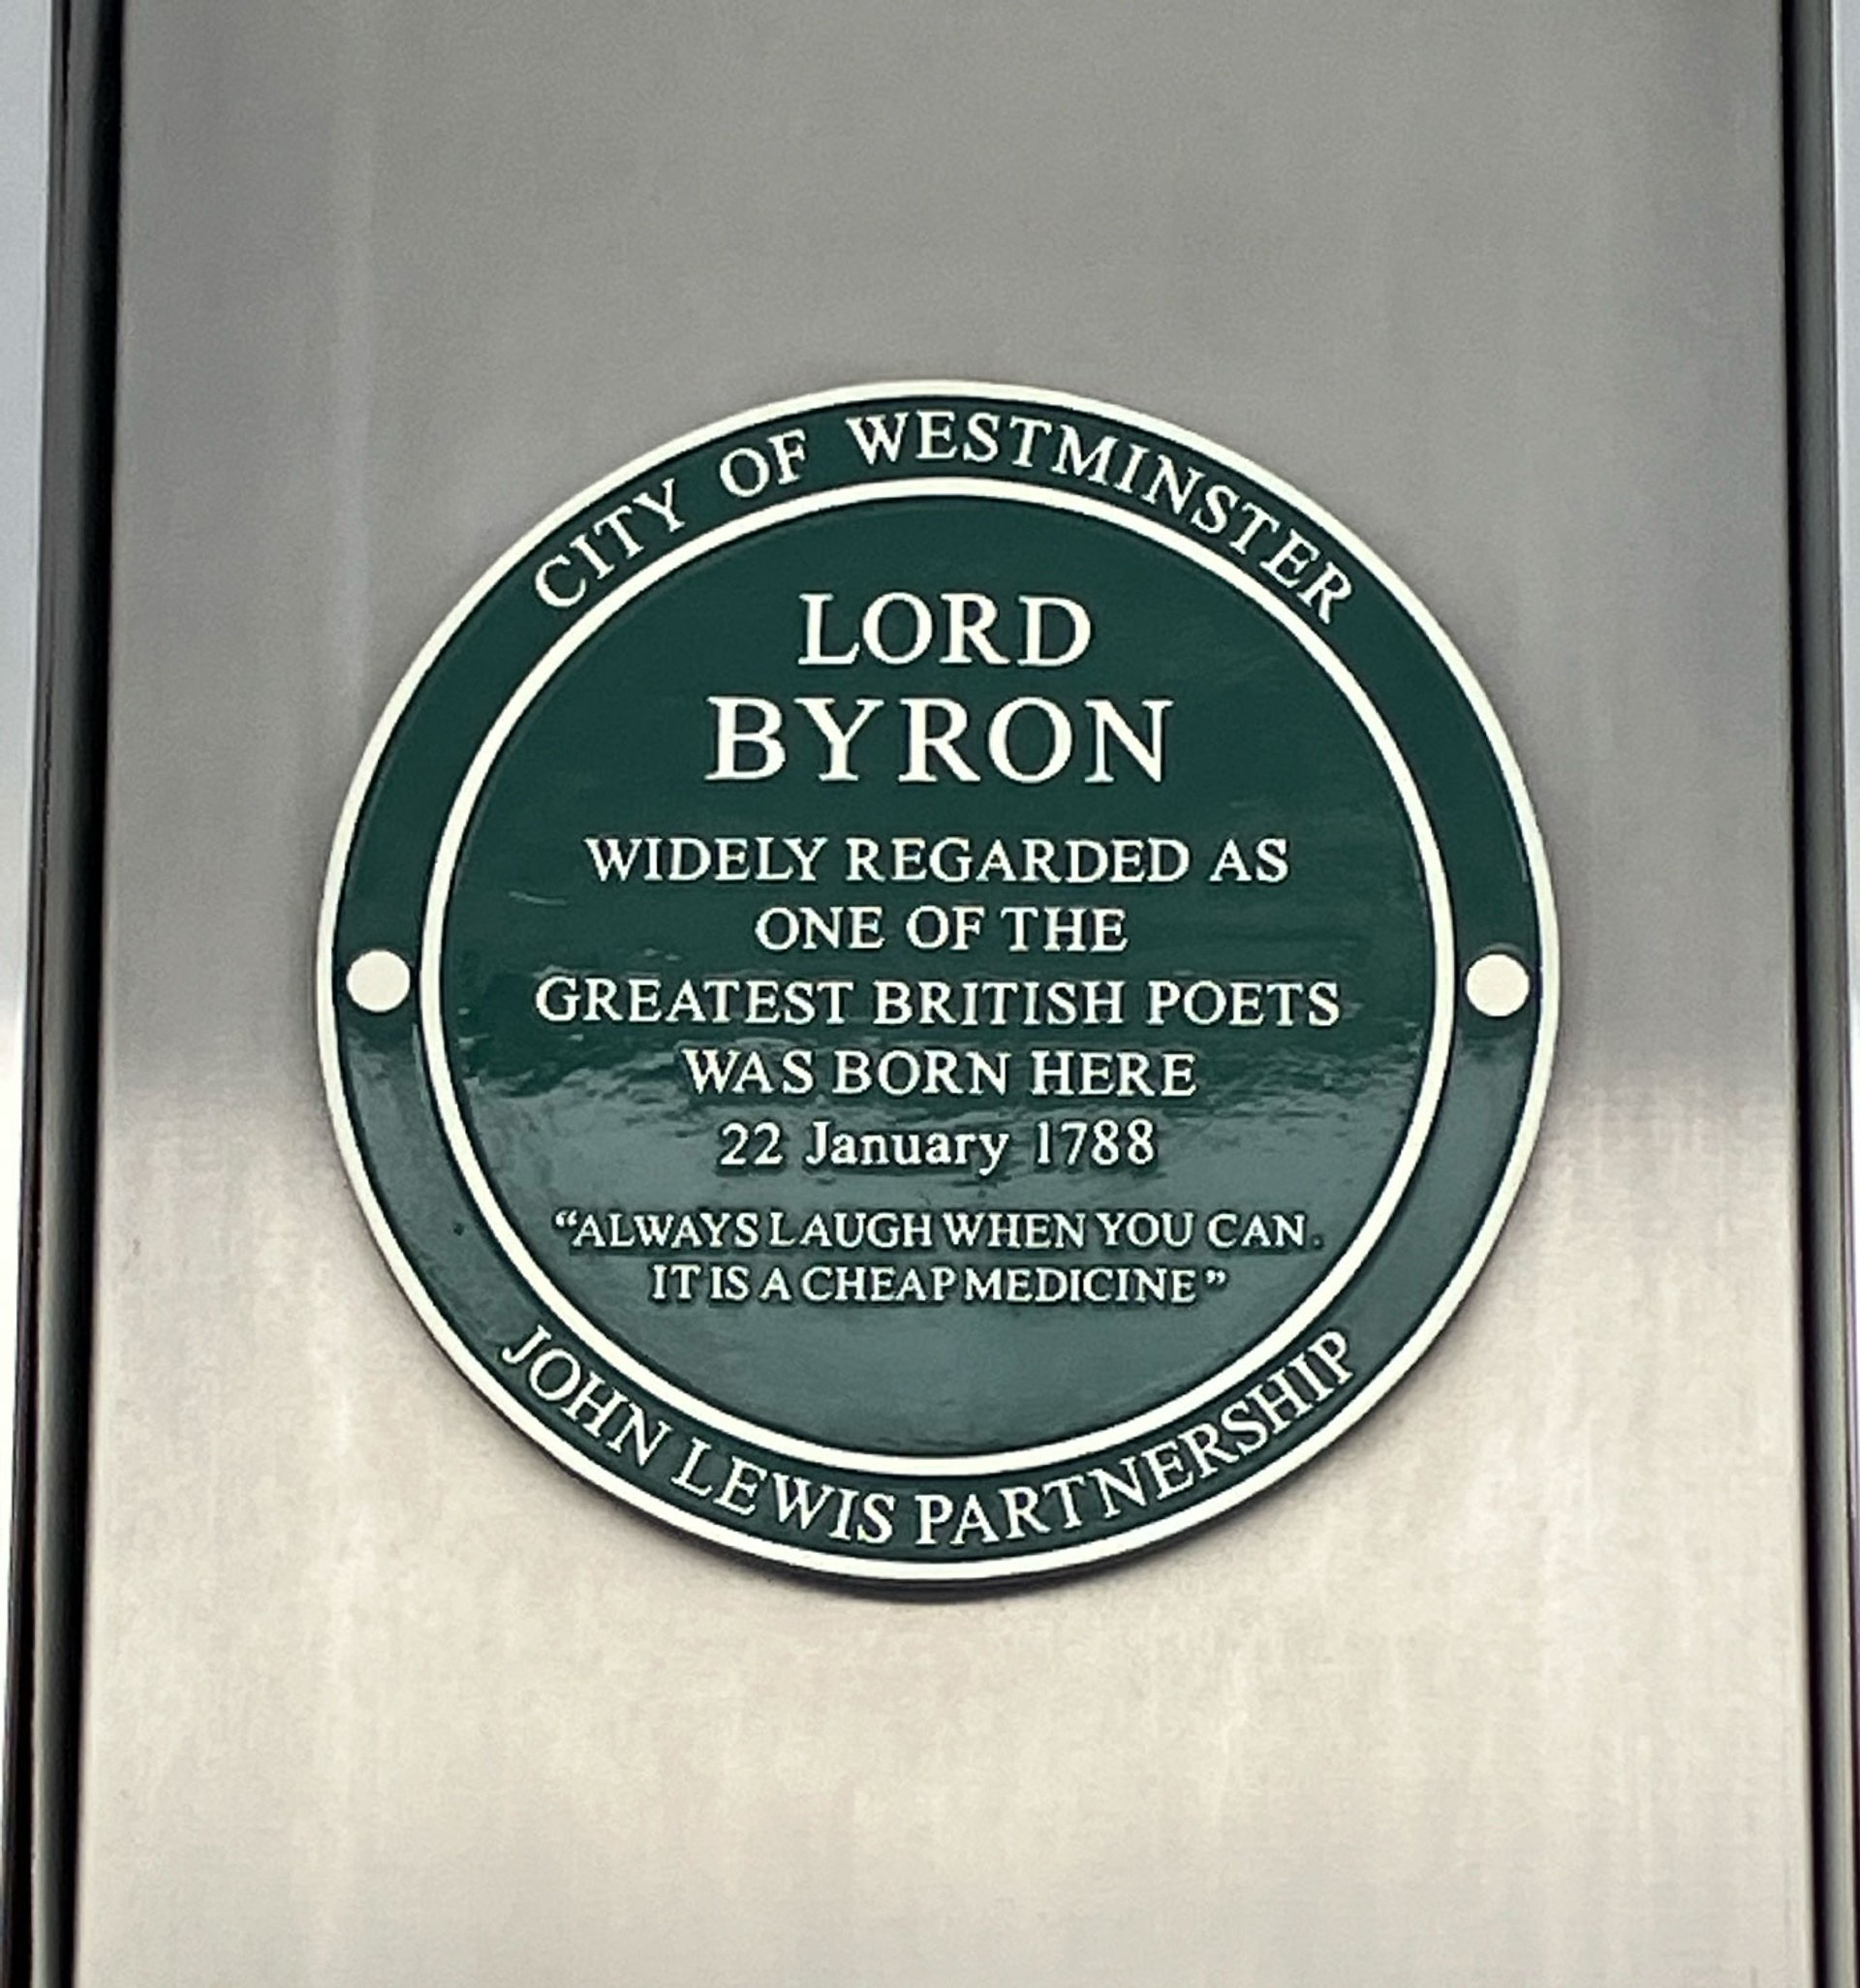 CITY OF WESTMINSTER
LORD
BYRON
WIDELY REGARDED AS
ONE OF THE
GREATEST BRITISH POETS
WAS BORN HERE
22 January 1788
“ALWAYS LAUGH WHEN YOU CAN.
IT IS A CHEAP MEDICINE”
JOHN LEWIS PARTNERSHIP